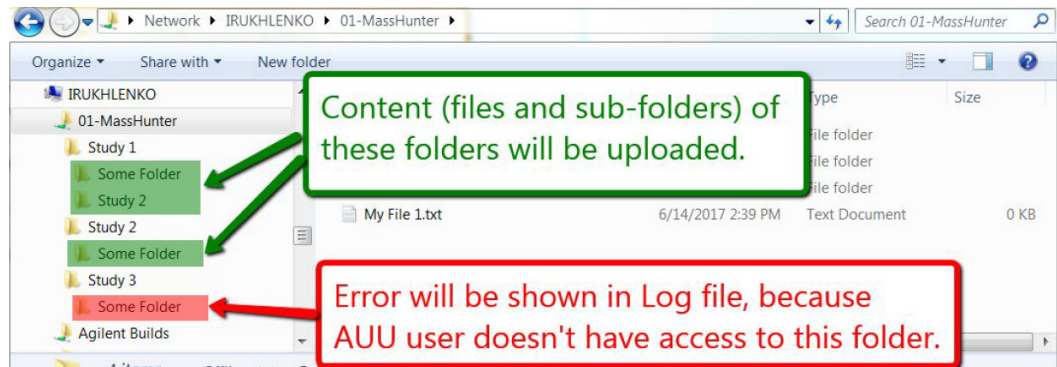 Network ▸ IRUKHLENKO ▸ 01-MassHunter ▸
Search 01-MassHunter
Organize
Share with
New folder
IRUKHLENKO
01-MassHunter
Study 1
Some Folder
Study 2
Study 2
Some Folder
Study 3
Some Folder
Agilent Builds
Content (files and sub-folders) of
these folders will be uploaded.
Type
Size
File folder
File folder
File folder
My File 1.txt
6/14/2017 2:39 PM
Text Document
0 KB
Error will be shown in Log file, because
AUU user doesn't have access to this folder.